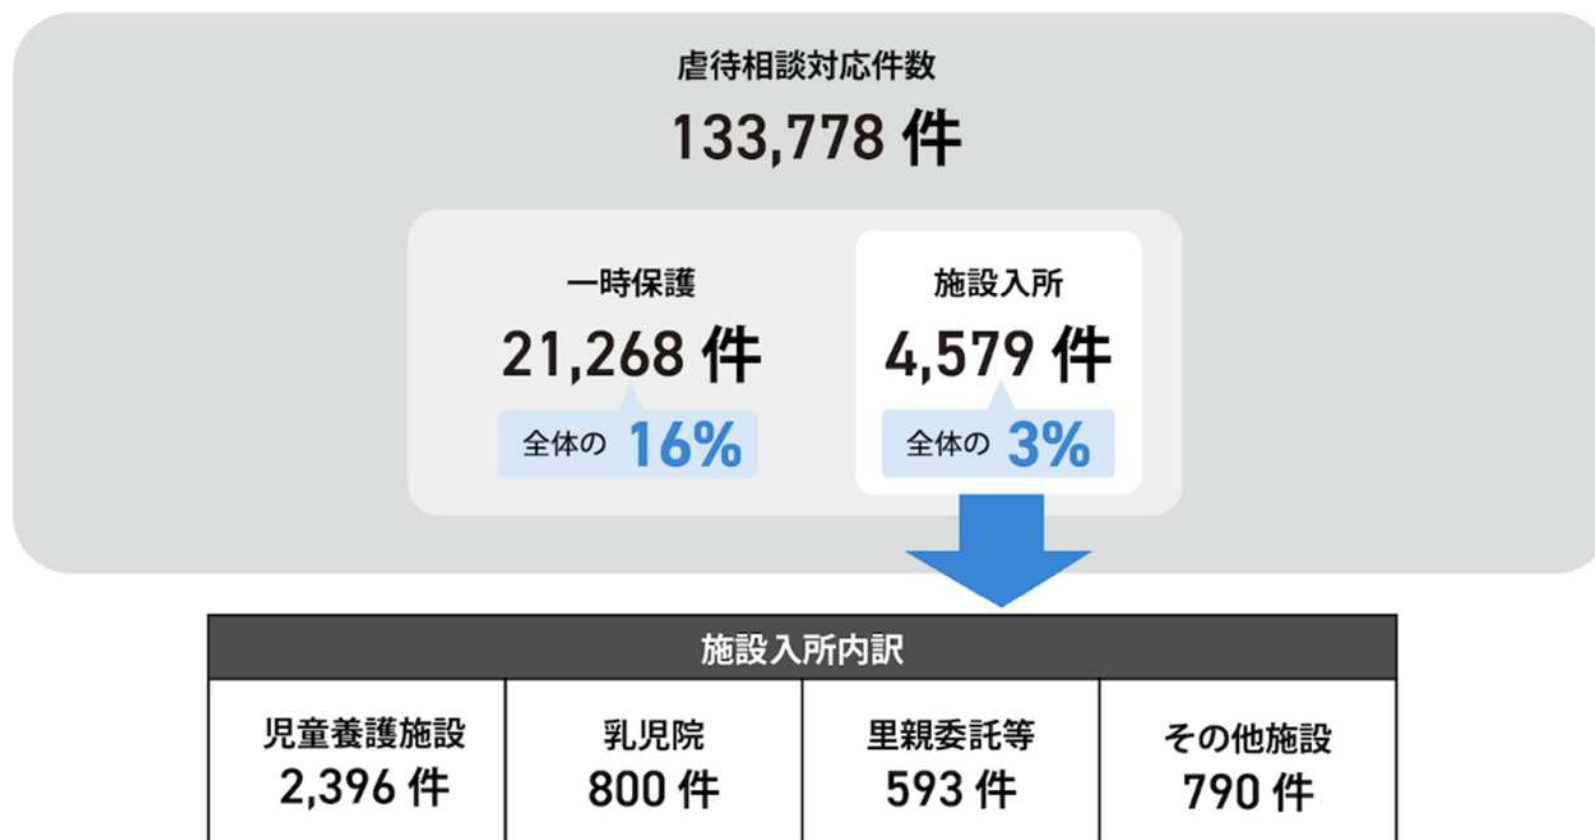 虐待相談対応件数
133,778 件
一時保護
21,268 件
全体の 16%
施設入所
4,579 件
全体の 3%
施設入所内訳
児童養護施設
2,396 件
乳児院
800 件
里親委託等
593 件
その他施設
790 件